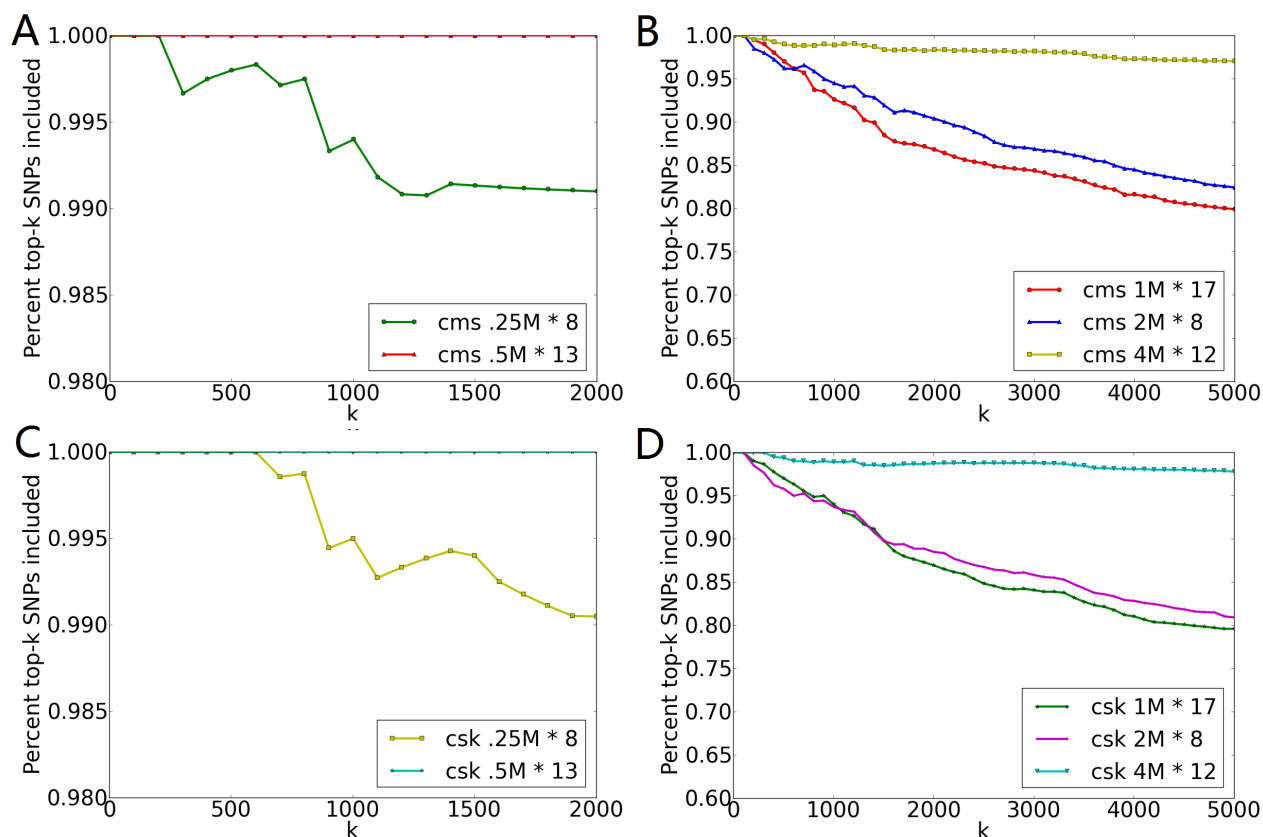 A
1.000
0.995
0.990
0.985
0.980
Percent top-k SNPs included
0 500 1000 1500 2000
k
cms .25M * 8
cms .5M * 13
B
1.00
0.95
0.90
0.85
0.80
0.75
0.70
0.65
0.60
Percent top-k SNPs included
0 1000 2000 3000 4000 5000
k
cms 1M * 17
cms 2M * 8
cms 4M * 12
C
1.000
0.995
0.990
0.985
0.980
Percent top-k SNPs included
0 500 1000 1500 2000
k
csk .25M * 8
csk .5M * 13
D
1.00
0.95
0.90
0.85
0.80
0.75
0.70
0.65
0.60
Percent top-k SNPs included
0 1000 2000 3000 4000 5000
k
csk 1M * 17
csk 2M * 8
csk 4M * 12